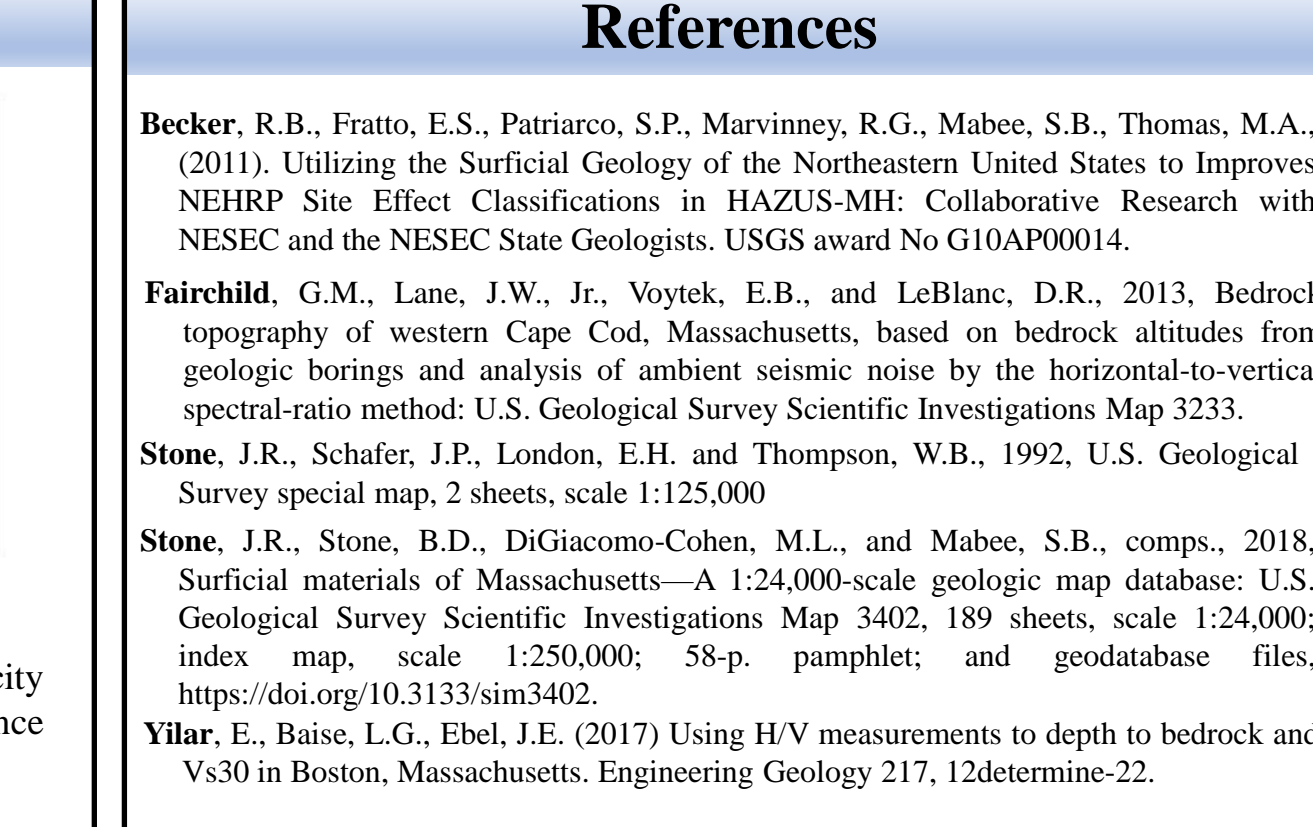 References
Becker, R.B., Fratto, E.S., Patriarco, S.P., Marvinney, R.G., Mabee, S.B., Thomas, M.A.,
(2011). Utilizing the Surficial Geology of the Northeastern United States to Improves
NEHRP Site Effect Classifications in HAZUS-MH: Collaborative Research with
NESEC and the NESEC State Geologists. USGS award No G10AP00014.
Fairchild, G.M., Lane, J.W., Jr., Voytek, E.B., and LeBlanc, D.R., 2013, Bedrock
topography of western Cape Cod, Massachusetts, based on bedrock altitudes from
geologic borings and analysis of ambient seismic noise by the horizontal-to-vertica
spectral-ratio method: U.S. Geological Survey Scientific Investigations Map 3233.
Stone, J.R., Schafer, J.P., London, E.H. and Thompson, W.B., 1992, U.S. Geological
Survey special map, 2 sheets, scale 1:125,000
Stone, J.R., Stone, B.D., DiGiacomo-Cohen, M.L., and Mabee, S.B., comps., 2018,
Surficial materials of Massachusetts—A 1:24,000-scale geologic map database: U.S.
Geological Survey Scientific Investigations Map 3402, 189 sheets, scale 1:24,000;
index map, scale 1:250,000; 58-p. pamphlet; and geodatabase files,
https://doi.org/10.3133/sim3402.
Yilar, E., Baise, L.G., Ebel, J.E. (2017) Using H/V measurements to depth to bedrock and
Vs30 in Boston, Massachusetts. Engineering Geology 217, 12determine-22.
city
nce